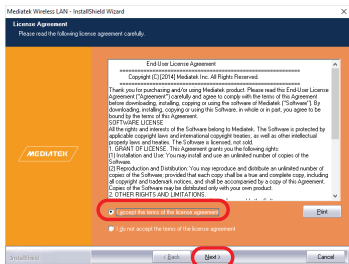 Mediatek Wireless LAN - InstallShield Wizard
License Agreement
Please read the following license agreement carefully.
MEDIATEK
End-User License Agreement
Copyright (C) [2014] Mediatek Inc. All Rights Reserved.
Thank you for purchasing and/or using Mediatek product. Please read this End-User License
Agreement ("Agreement") carefully and agree to comply with the terms of this Agreement
before downloading, installing, copying or using the software of Mediatek ("Software"). By
downloading, installing, copying or using this Software, in whole or in part, you agree to be
bound by the terms of this Agreement.
SOFTWARE LICENSE
All the rights and interests of the Software belong to Mediatek. The Software is protected by
applicable copyright laws and international copyright treaties, as well as other intellectual
property laws and treaties. The Software is licensed, not sold.
1. GRANT OF LICENSE. This Agreement grants you the following rights:
(1) Installation and Use: You may install and use an unlimited number of copies of the
Software.
(2) Reproduction and Distribution: You may reproduce and distribute an unlimited number of
copies of the Software, provided that each copy shall be a true and complete copy, including
all copyright and trademark notices, and shall be accompanied by a copy of this Agreement.
Copies of the Software may be distributed only with your own product.
2. OTHER RIGHTS AND LIMITATIONS.
I accept the terms of the license agreement
Print
I do not accept the terms of the license agreement
InstallShield
< Back
Next >
Cancel